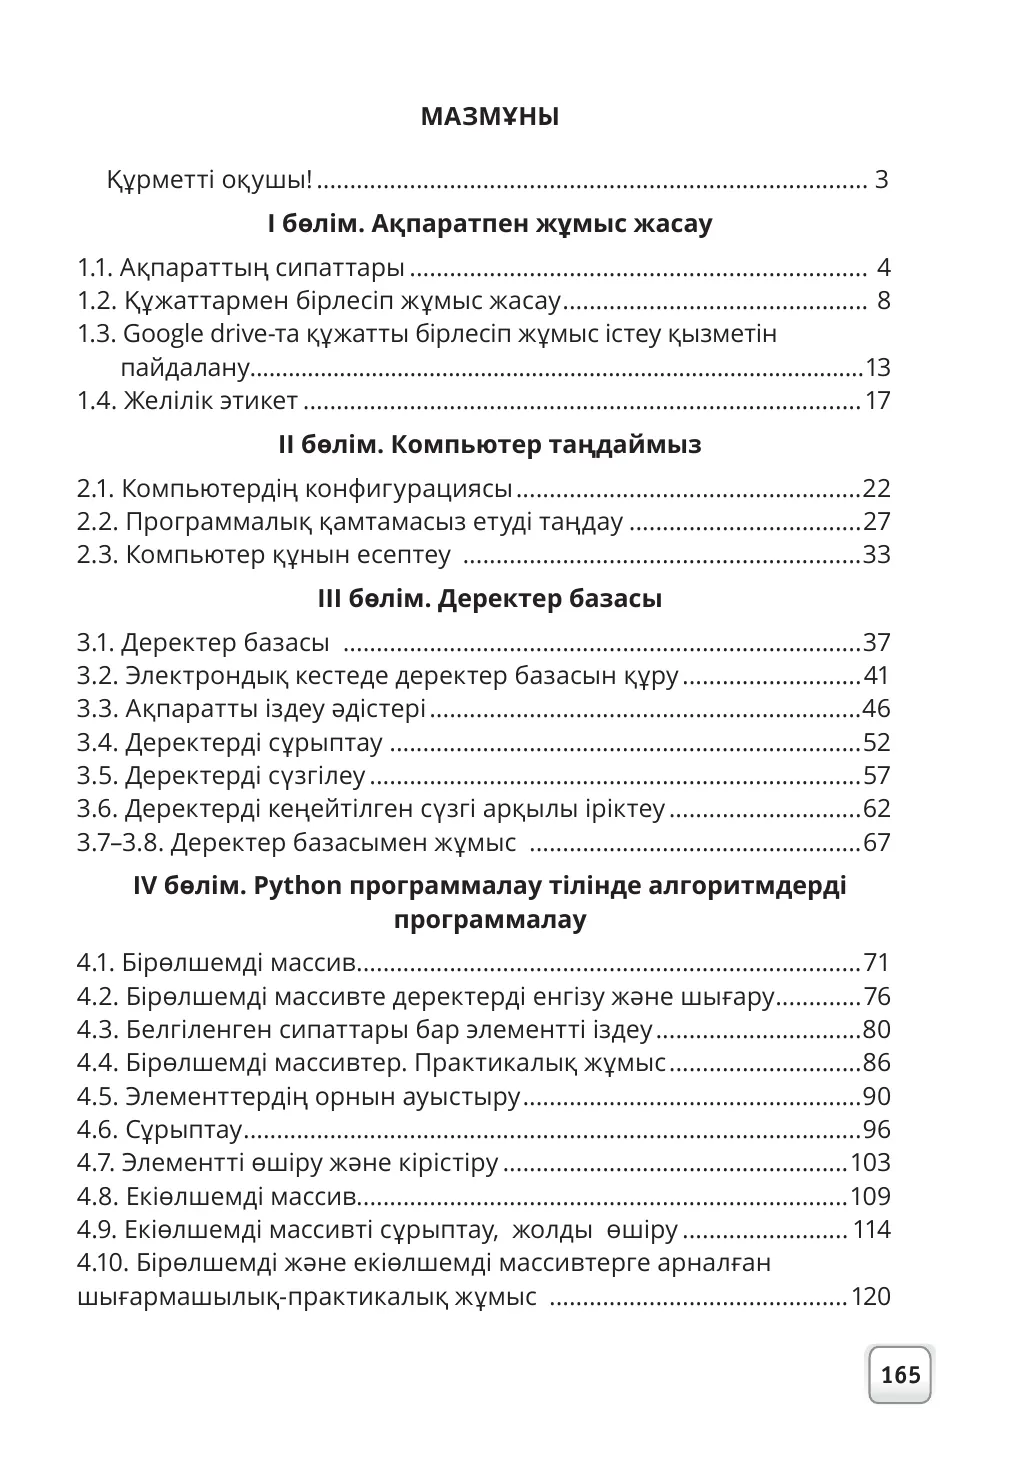 МАЗМҰНЫ
Құрметті оқушы! .................................................................................. 3
I бөлім. Ақпаратпен жұмыс жасау
1.1. Ақпараттың сипаттары .................................................................... 4
1.2. Құжаттармен бірлесіп жұмыс жасау.............................................. 8
1.3. Google drive-та құжатты бірлесіп жұмыс істеу қызметін
пайдалану............................................................................................13
1.4. Желілік этикет ....................................................................................17
II бөлім. Компьютер таңдаймыз
2.1. Компьютердің конфигурациясы....................................................22
2.2. Программалық қамтамасыз етуді таңдау ...................................27
2.3. Компьютер құнын есептеу ............................................................33
III бөлім. Деректер базасы
3.1. Деректер базасы ..............................................................................37
3.2. Электрондық кестеде деректер базасын құру...........................41
3.3. Ақпаратты іздеу әдістері.................................................................46
3.4. Деректерді сұрыптау .......................................................................52
3.5. Деректерді сүзгілеу ..........................................................................57
3.6. Деректерді кеңейтілген сүзгі арқылы іріктеу.............................62
3.7–3.8. Деректер базасымен жұмыс ..................................................67
IV бөлім. Python программалау тілінде алгоритмдерді
программалау
4.1. Бірөлшемді массив............................................................................71
4.2. Бірөлшемді массивте деректерді енгізу және шығару.............76
4.3. Белгіленген сипаттары бар элементті іздеу...............................80
4.4. Бірөлшемді массивтер. Практикалық жұмыс.............................86
4.5. Элементтердің орнын ауыстыру...................................................90
4.6. Сұрыптау.............................................................................................96
4.7. Элементті өшіру және кірістіру ....................................................103
4.8. Екіөлшемді массив..........................................................................109
4.9. Екіөлшемді массивті сұрыптау, жолды өшіру ......................... 114
4.10. Бірөлшемді және екіөлшемді массивтерге арналған
шығармашылық-практикалық жұмыс .............................................120
165